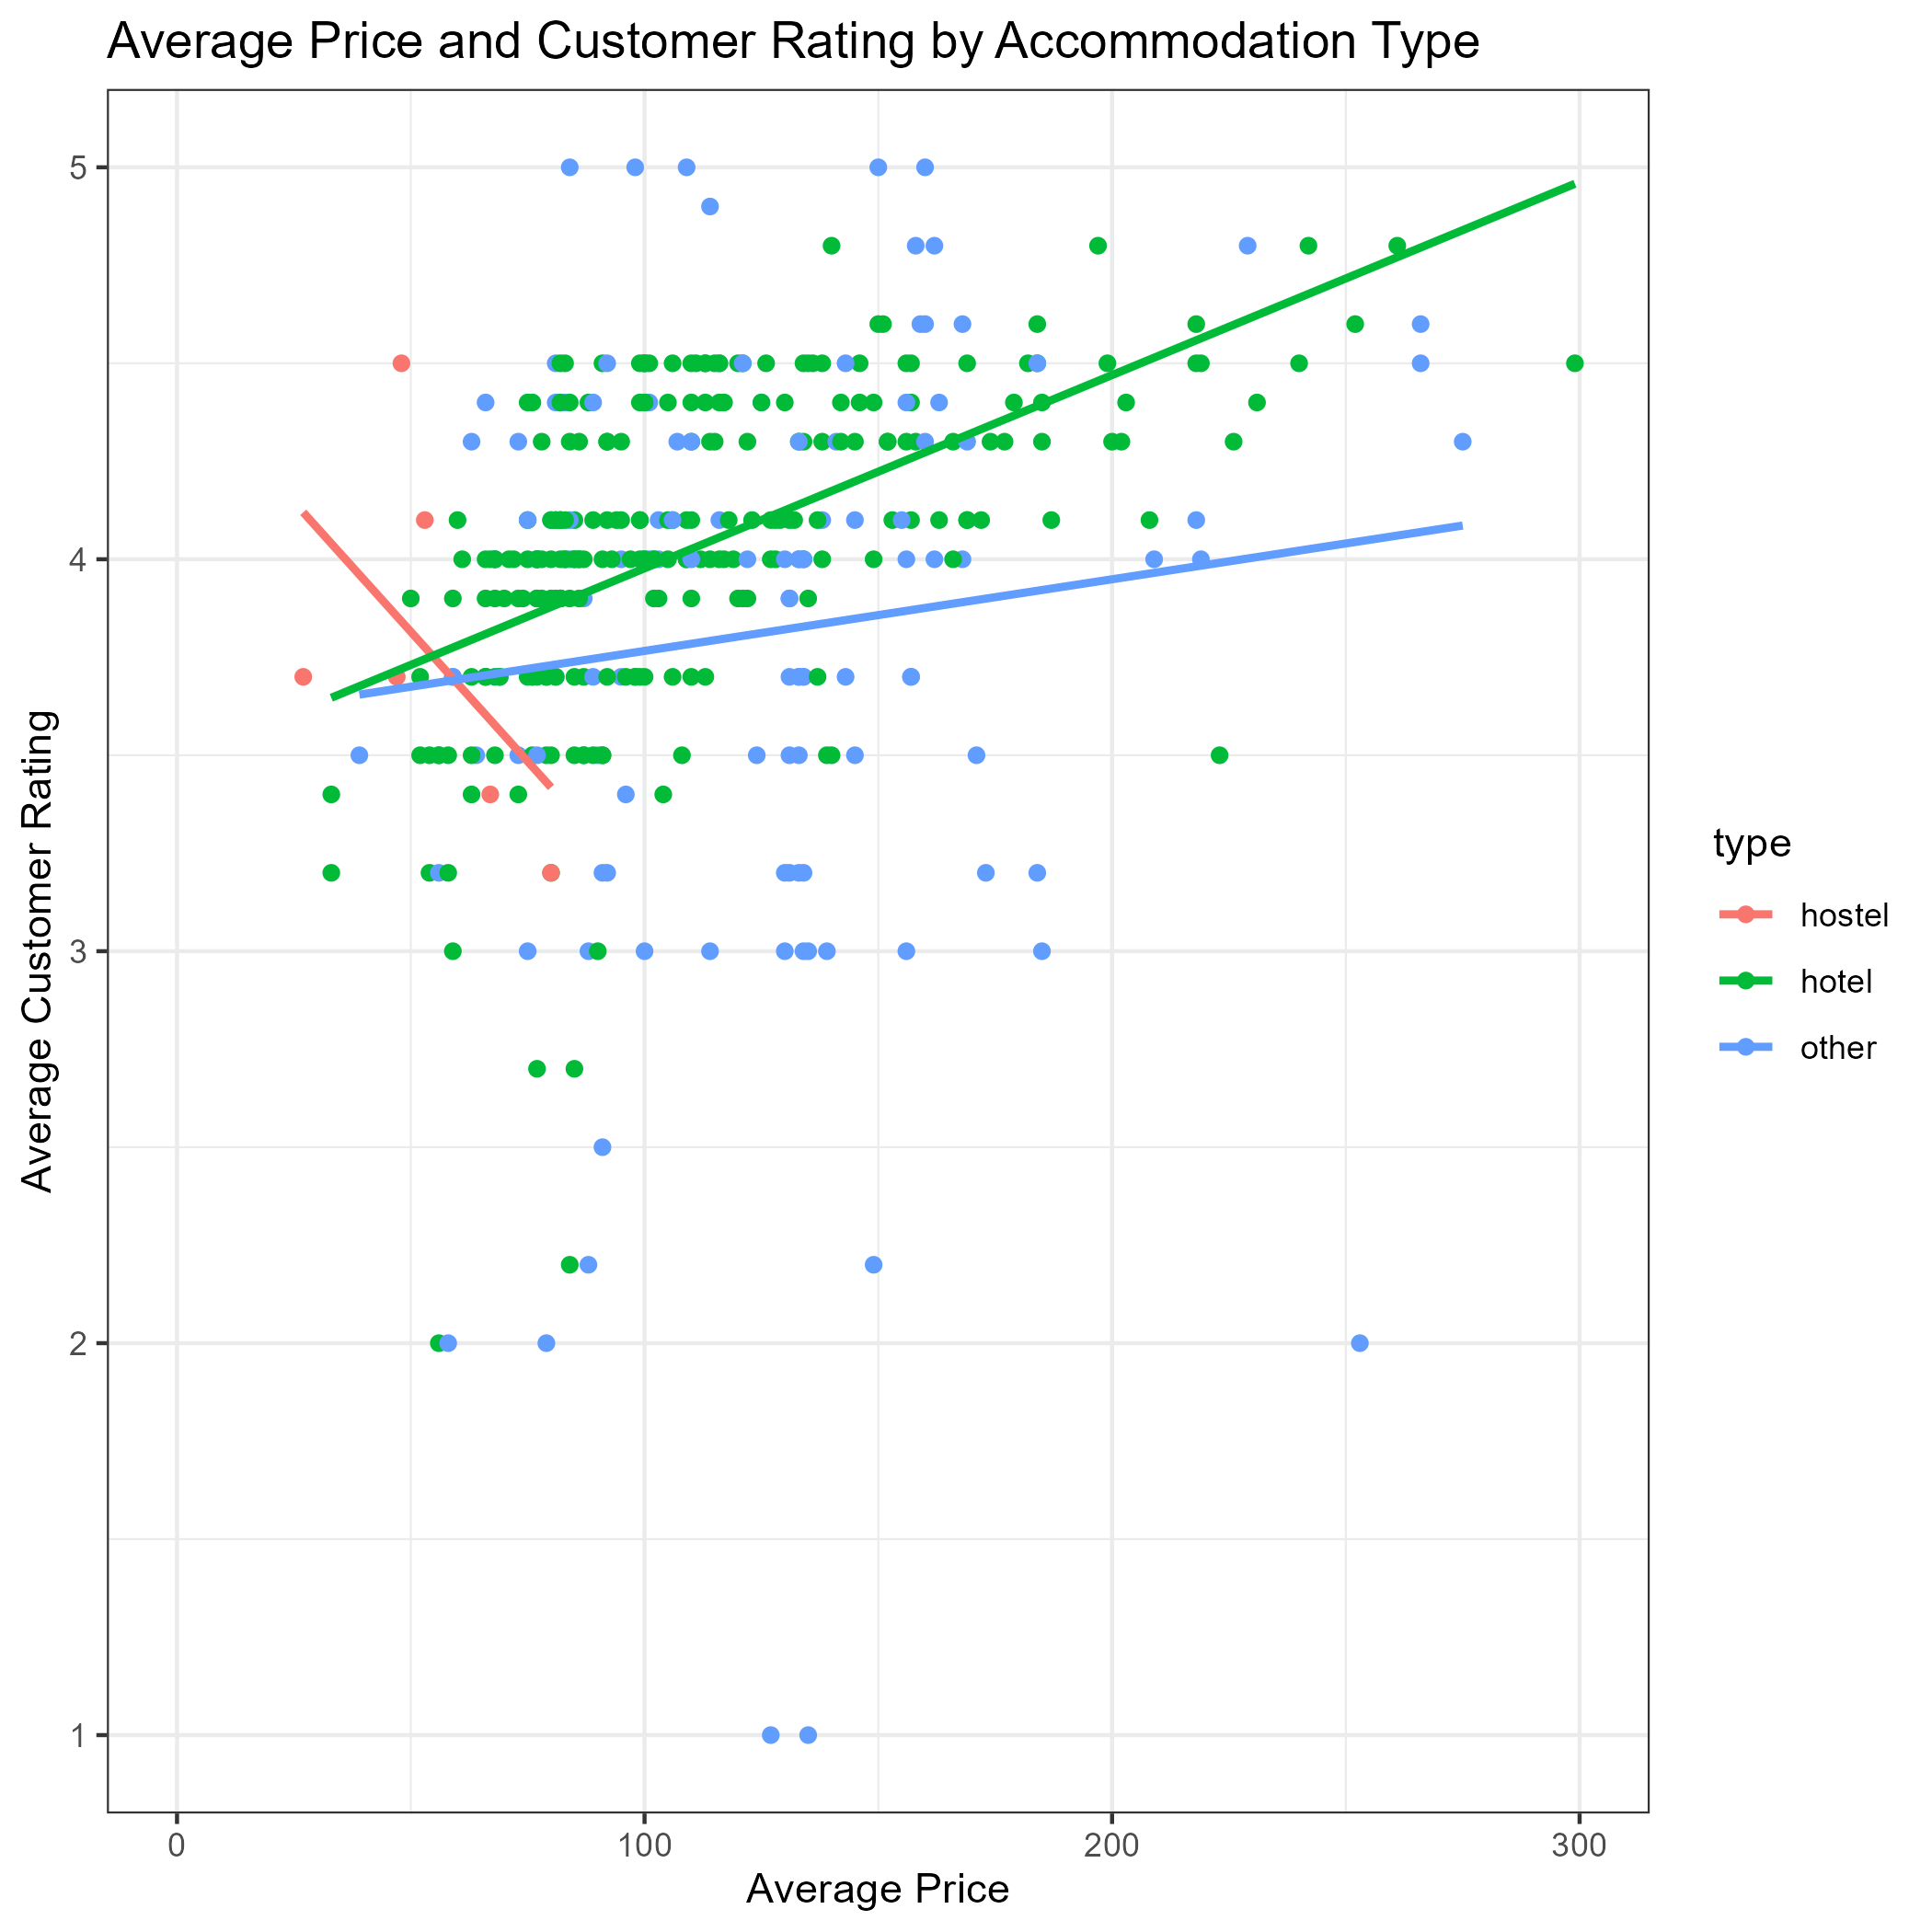 Average Price and Customer Rating by Accommodation Type
Average Customer Rating
5
4
3
2
1
0 100 200 300
Average Price
type
hostel
hotel
other